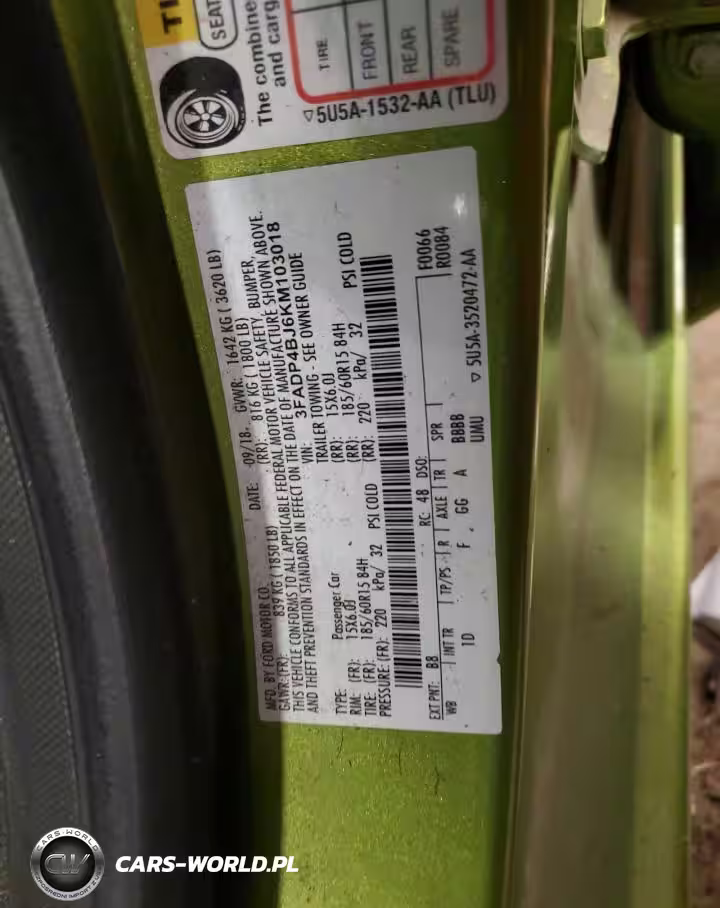 TI
SEAT
The combine
and carg
TIRE
FRONT
REAR
SPARE
▽5U5A-1532-AA (TLU)
MFD. BY FORD MOTOR CO.
DATE: 09/18 GVWR: 1642 KG ( 3620 LB)
GAWR: (FR): 839 KG ( 1850 LB) (RR): 816 KG ( 1800 LB)
THIS VEHICLE CONFORMS TO ALL APPLICABLE FEDERAL MOTOR VEHICLE SAFETY, BUMPER,
AND THEFT PREVENTION STANDARDS IN EFFECT ON THE DATE OF MANUFACTURE SHOWN ABOVE.
VIN: 3FADP4BJ6KM103018
TYPE: Passenger Car TRAILER TOWING - SEE OWNER GUIDE
RIM: (FR): 15X6.0J (RR): 15X6.0J
TIRE: (FR): 185/60R15 84H (RR): 185/60R15 84H
PRESSURE: (FR): 220 kPa/ 32 PSI COLD (RR): 220 kPa/ 32 PSI COLD
F0066
R0084
EXT PNT: B8 RC: 48 DSO:
WB INT TR TP/PS R AXLE TR SPR
1D F GG A BBBB
UMU ▽ 5U5A-3520472-AA
CARS-WORLD
CW
CARS-WORLD.PL